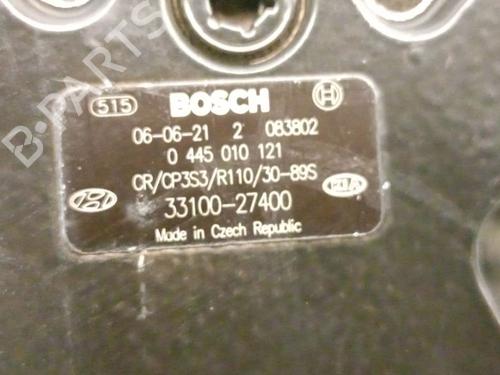 B-PARTS
515 BOSCH
06-06-21 2 083802
0 445 010 121
CR/CP3S3/R110/30-89S
KIA
33100-27400
Made in Czech Republic